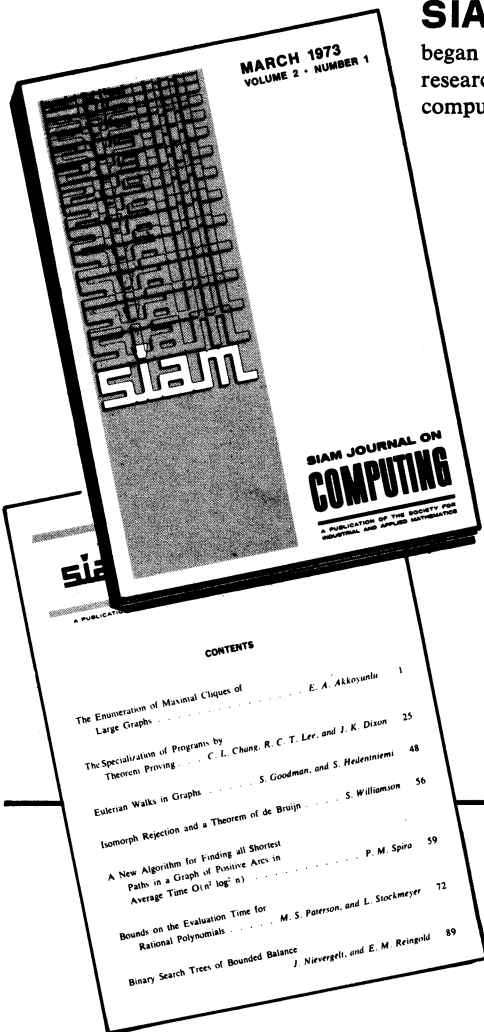 SIA
began
researc
compu
MARCH 1973
VOLUME 2 · NUMBER 1
siam
SIAM JOURNAL ON
COMPUTING
A PUBLICATION OF THE SOCIETY FOR
INDUSTRIAL AND APPLIED MATHEMATICS
sia
A PUBLICATIO
CONTENTS
The Enumeration of Maximal Cliques of
Large Graphs . . . . . . . . . . . . . . . E. A. Akkoyunlu 1
The Specialization of Programs by
Theorem Proving . . . C. L. Chang, R. C. T. Lee, and J. K. Dixon 25
Eulerian Walks in Graphs . . . . . . S. Goodman, and S. Hedentniemi 48
Isomorph Rejection and a Theorem of de Bruijn . . . . . S. Williamson 56
A New Algorithm for Finding all Shortest
Paths in a Graph of Positive Arcs in
Average Time O(n² log² n) . . . . . . . . . . . . P. M. Spira 59
Bounds on the Evaluation Time for
Rational Polynomials . . . . . M. S. Paterson, and L. Stockmeyer 72
Binary Search Trees of Bounded Balance
J. Nievergelt, and E. M. Reingold 89